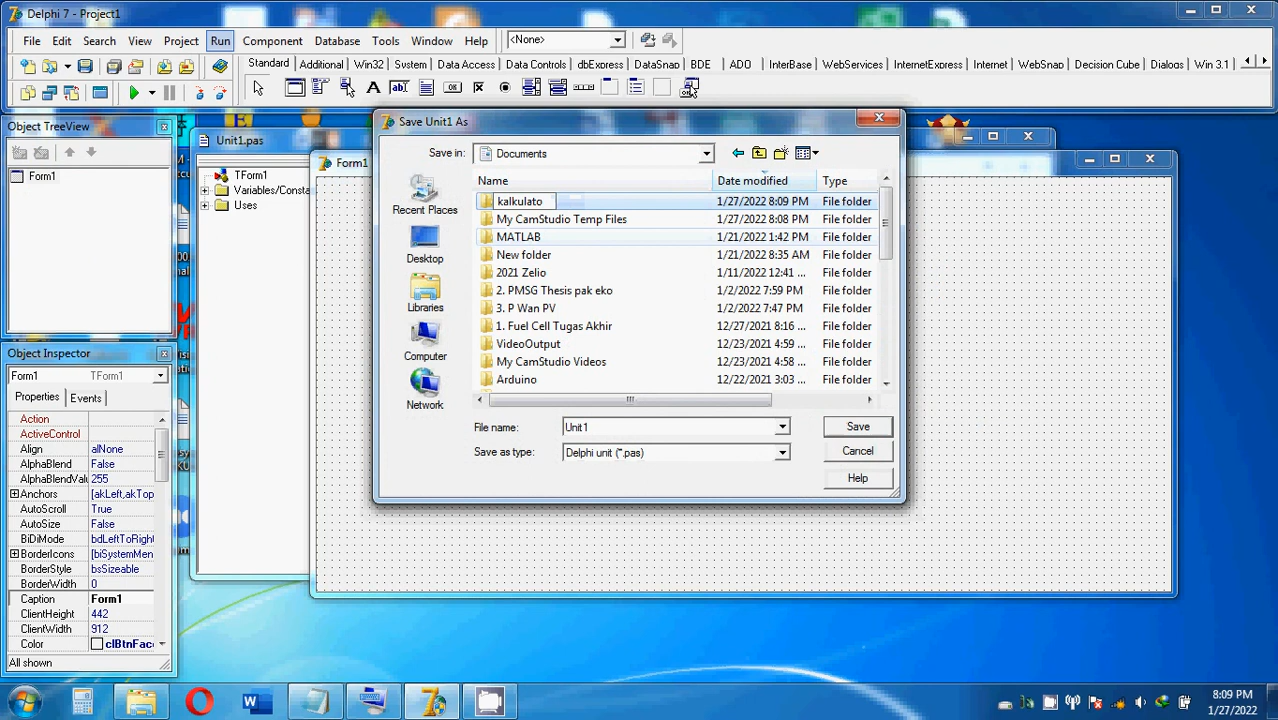 Delphi 7 - Project1
File Edit Search View Project Run Component Database Tools Window Help
<None>
Standard Additional Win32 System Data Access Data Controls dbExpress DataSnap BDE ADO InterBase WebServices InternetExpress Internet WebSnap Decision Cube Dialogs Win 3.1
Object TreeView
Form1
Unit1.pas
TForm1
Variables/Consta
Uses
Form1
Save Unit1 As
Save in: Documents
Recent Places
Desktop
Libraries
Computer
Network
Name Date modified Type
kalkulato 1/27/2022 8:09 PM File folder
My CamStudio Temp Files 1/27/2022 8:08 PM File folder
MATLAB 1/21/2022 1:42 PM File folder
New folder 1/21/2022 8:35 AM File folder
2021 Zelio 1/11/2022 12:41 ... File folder
2. PMSG Thesis pak eko 1/2/2022 7:59 PM File folder
3. P Wan PV 1/2/2022 7:47 PM File folder
1. Fuel Cell Tugas Akhir 12/27/2021 8:16 ... File folder
VideoOutput 12/23/2021 4:59 ... File folder
My CamStudio Videos 12/23/2021 4:58 ... File folder
Arduino 12/22/2021 3:03 ... File folder
File name: Unit1
Save as type: Delphi unit (*.pas)
Save
Cancel
Help
Object Inspector
Form1 TForm1
Properties Events
Action
ActiveControl
Align alNone
AlphaBlend False
AlphaBlendValu 255
Anchors [akLeft,akTop
AutoScroll True
AutoSize False
BiDiMode bdLeftToRight
BorderIcons [biSystemMen
BorderStyle bsSizeable
BorderWidth 0
Caption Form1
ClientHeight 442
ClientWidth 912
Color clBtnFace
All shown
8:09 PM
1/27/2022